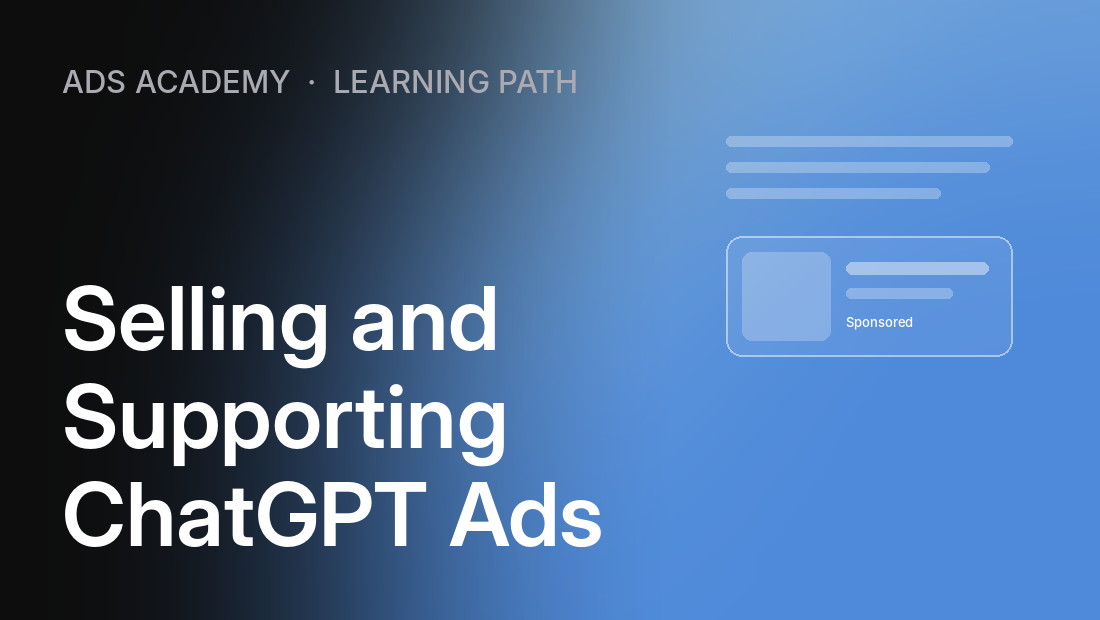 ADS ACADEMY · LEARNING PATH
Selling and
Supporting
ChatGPT Ads
Sponsored